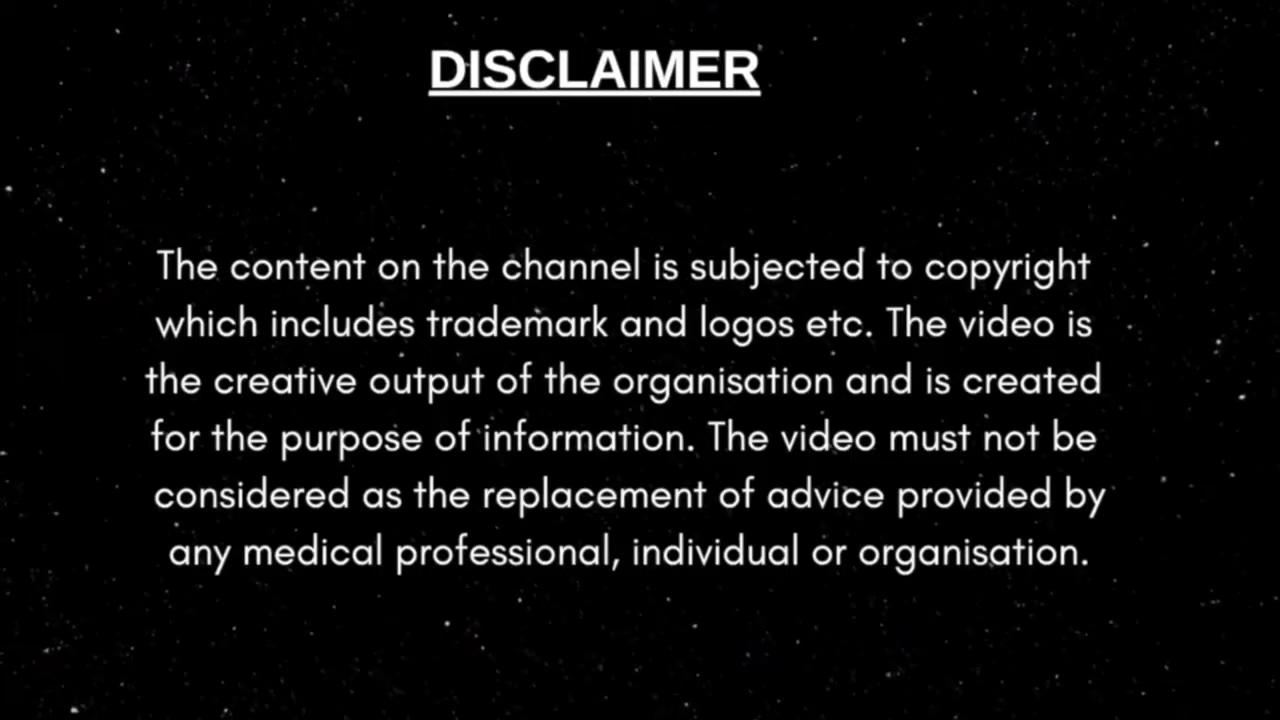 DISCLAIMER
The content on the channel is subjected to copyright
which includes trademark and logos etc. The video is
the creative output of the organisation and is created
for the purpose of information. The video must not be
considered as the replacement of advice provided by
any medical professional, individual or organisation.